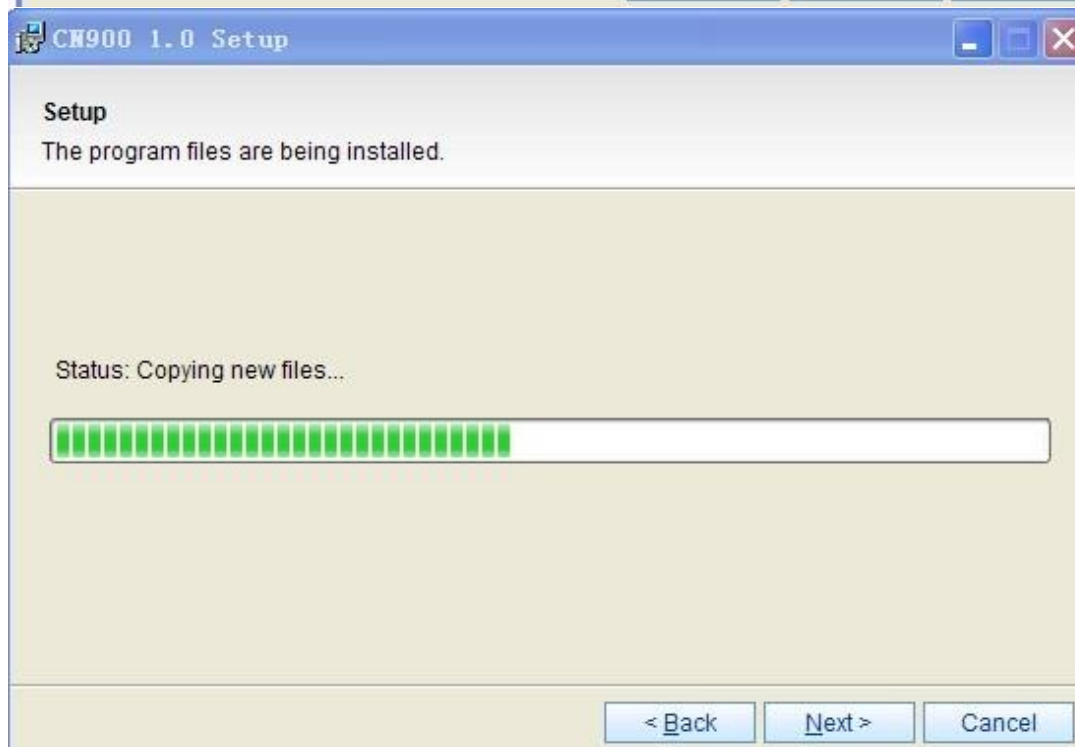 CN900 1.0 Setup
Setup
The program files are being installed.
Status: Copying new files...
< Back Next > Cancel